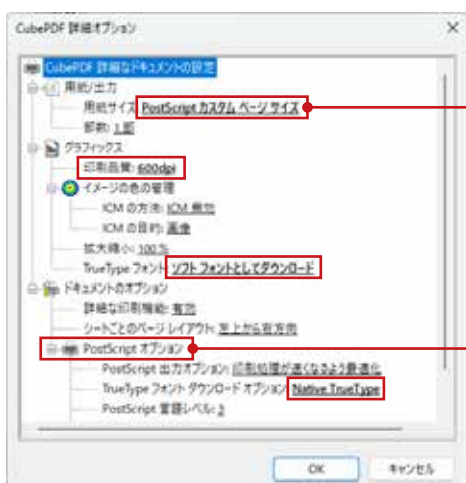 CubePDF 詳細オプション
CubePDF 詳細なドキュメントの設定
用紙/出力
用紙サイズ: PostScript カスタム ページ サイズ
部数: 1 部
グラフィックス
印刷品質: 600dpi
イメージの色の管理
ICM の方法: ICM 無効
ICM の目的: 画像
拡大縮小: 100 %
TrueType フォント: ソフト フォントとしてダウンロード
ドキュメントのオプション
詳細な印刷機能: 有効
シートごとのページ レイアウト: 左上から右方向
PostScript オプション
PostScript 出力オプション: 印刷処理が速くなるよう最適化
TrueType フォント ダウンロード オプション: Native TrueType
PostScript 言語レベル: 3
OK キャンセル